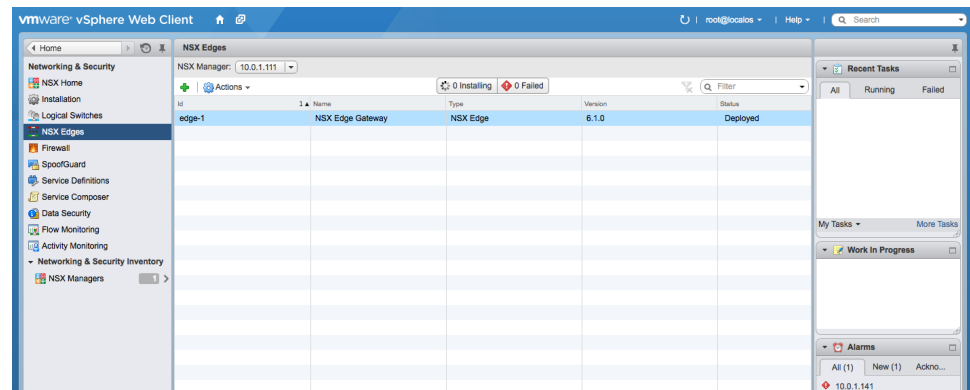 vmware® vSphere Web Client
root@localos
Help
Search
Home
Networking & Security
NSX Home
Installation
Logical Switches
NSX Edges
Firewall
SpoofGuard
Service Definitions
Service Composer
Data Security
Flow Monitoring
Activity Monitoring
Networking & Security Inventory
NSX Managers 1
NSX Edges
NSX Manager: 10.0.1.111
Actions
0 Installing 0 Failed
Filter
Id 1 Name Type Version Status
edge-1 NSX Edge Gateway NSX Edge 6.1.0 Deployed
Recent Tasks
All Running Failed
My Tasks More Tasks
Work In Progress
Alarms
All (1) New (1) Ackno...
10.0.1.141